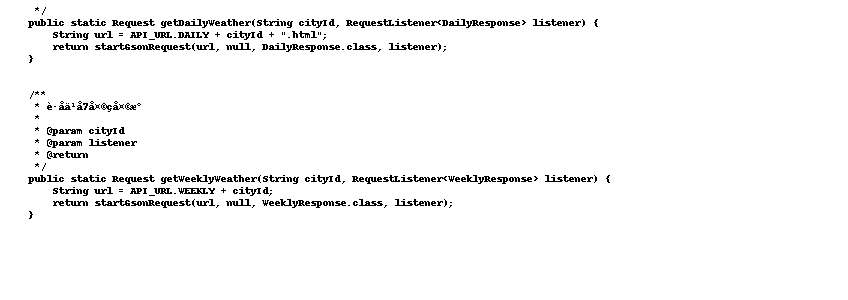 */
public static Request getDailyWeather(String cityId, RequestListener<DailyResponse> listener) {
String url = API_URL.DAILY + cityId + ".html";
return startGsonRequest(url, null, DailyResponse.class, listener);
}
/**
* è·åä¹å7å¤©çå¤©æ°
*
* @param cityId
* @param listener
* @return
*/
public static Request getWeeklyWeather(String cityId, RequestListener<WeeklyResponse> listener) {
String url = API_URL.WEEKLY + cityId;
return startGsonRequest(url, null, WeeklyResponse.class, listener);
}